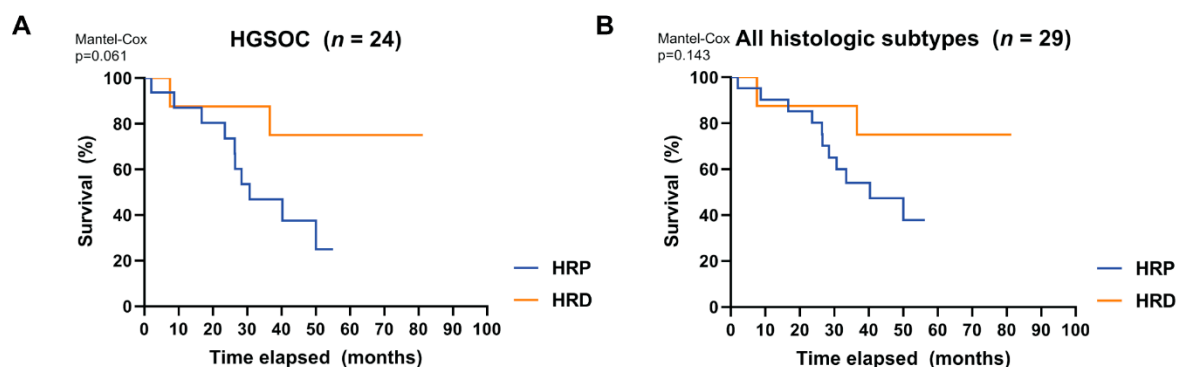 A
Mantel-Cox
p=0.061
HGSOC (n = 24)
100
80
60
40
20
0
Survival (%)
0 10 20 30 40 50 60 70 80 90 100
Time elapsed (months)
HRP
HRD
B
Mantel-Cox
p=0.143
All histologic subtypes (n = 29)
100
80
60
40
20
0
Survival (%)
0 10 20 30 40 50 60 70 80 90 100
Time elapsed (months)
HRP
HRD